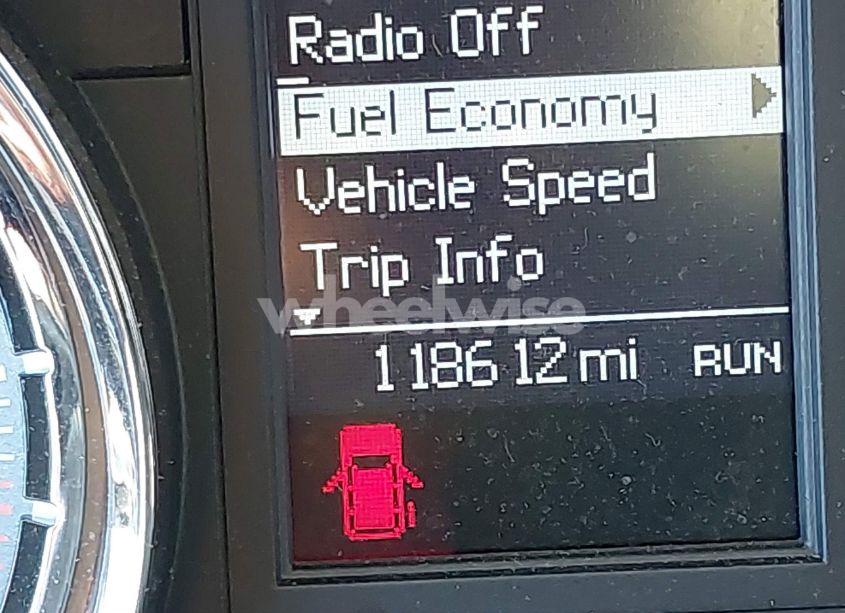 Radio Off
Fuel Economy
Vehicle Speed
Trip Info
wheelwise
118612 mi RUN